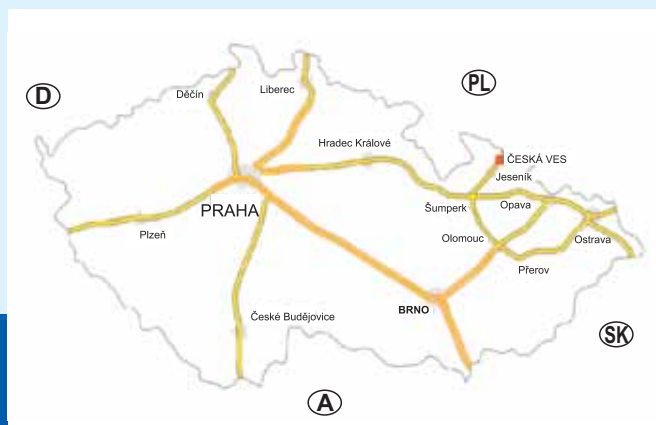 D
Děčín
Liberec
PL
Hradec Králové
ČESKÁ VES
Jeseník
PRAHA
Šumperk
Opava
Plzeň
Olomouc
Ostrava
Přerov
České Budějovice
BRNO
SK
A